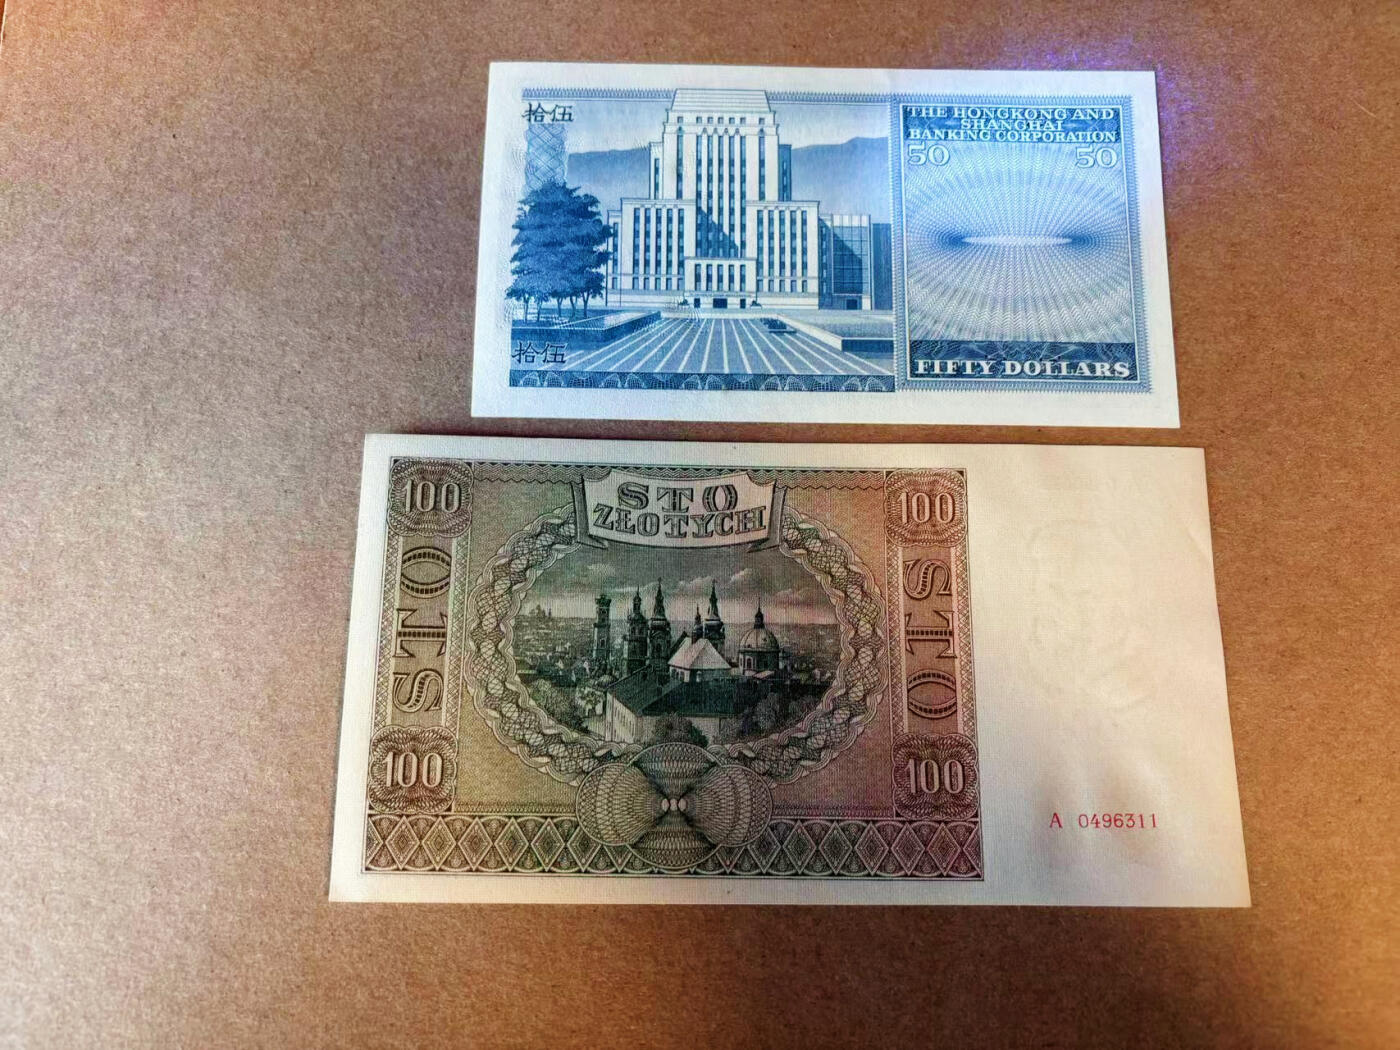 拾伍
THE HONGKONG AND
SHANGHAI
BANKING CORPORATION
50 50
拾伍
FIFTY DOLLARS
100 STO 100
ZŁOTYCH
STO STO
100 100
A 0496311